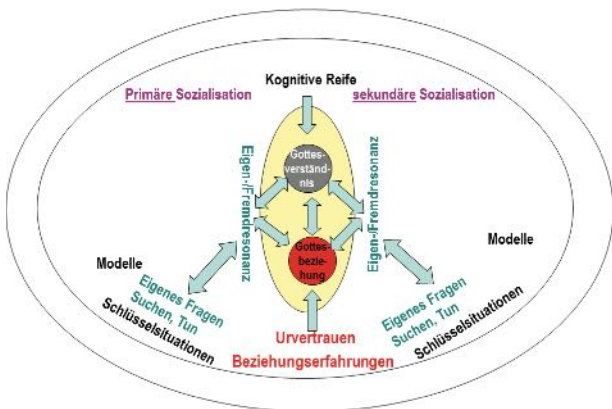 Kognitive Reife
Primäre Sozialisation
sekundäre Sozialisation
Eigen-/Fremdresonanz
Gottes-
verständ-
nis
Eigen-/Fremdresonanz
Gottes-
bezie-
hung
Modelle
Eigenes Fragen
Suchen, Tun
Schlüsselsituationen
Modelle
Eigenes Fragen
Suchen, Tun
Schlüsselsituationen
Urvertrauen
Beziehungserfahrungen